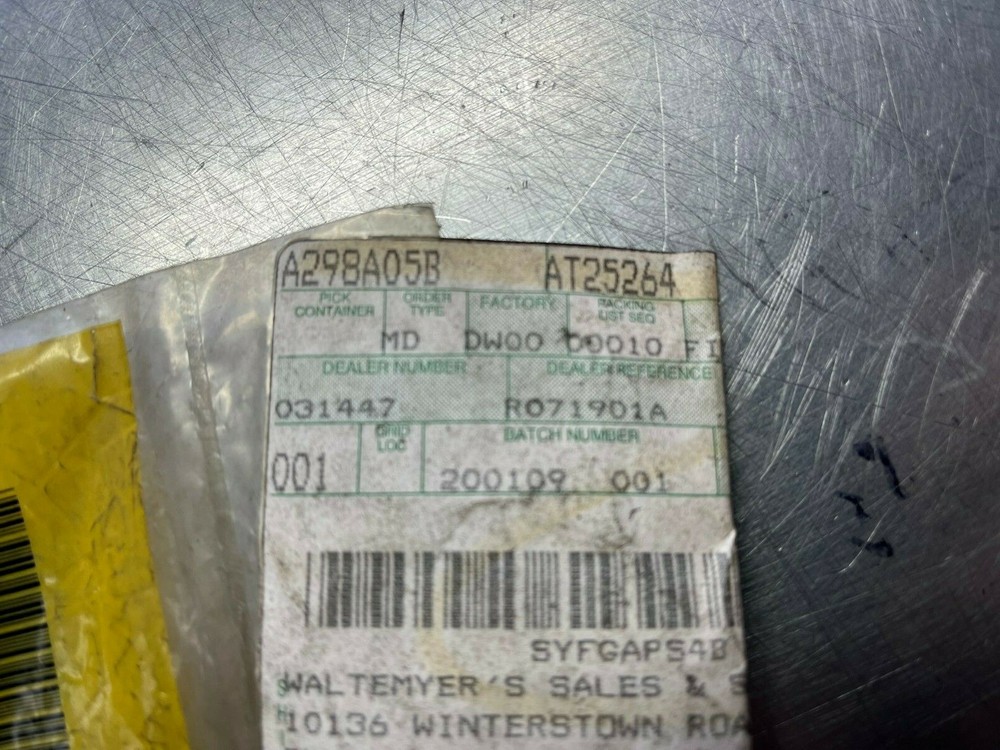 A298A05B AT25264
PICK CONTAINER ORDER TYPE FACTORY PACKING LIST SEQ
MD DW00 00010 FI
DEALER NUMBER DEALER REFERENCE
031447 R071901A
SHIP LOC BATCH NUMBER
001 200109 001
SYFGAPS4B
WALTEMYER'S SALES & S
10136 WINTERSTOWN ROA